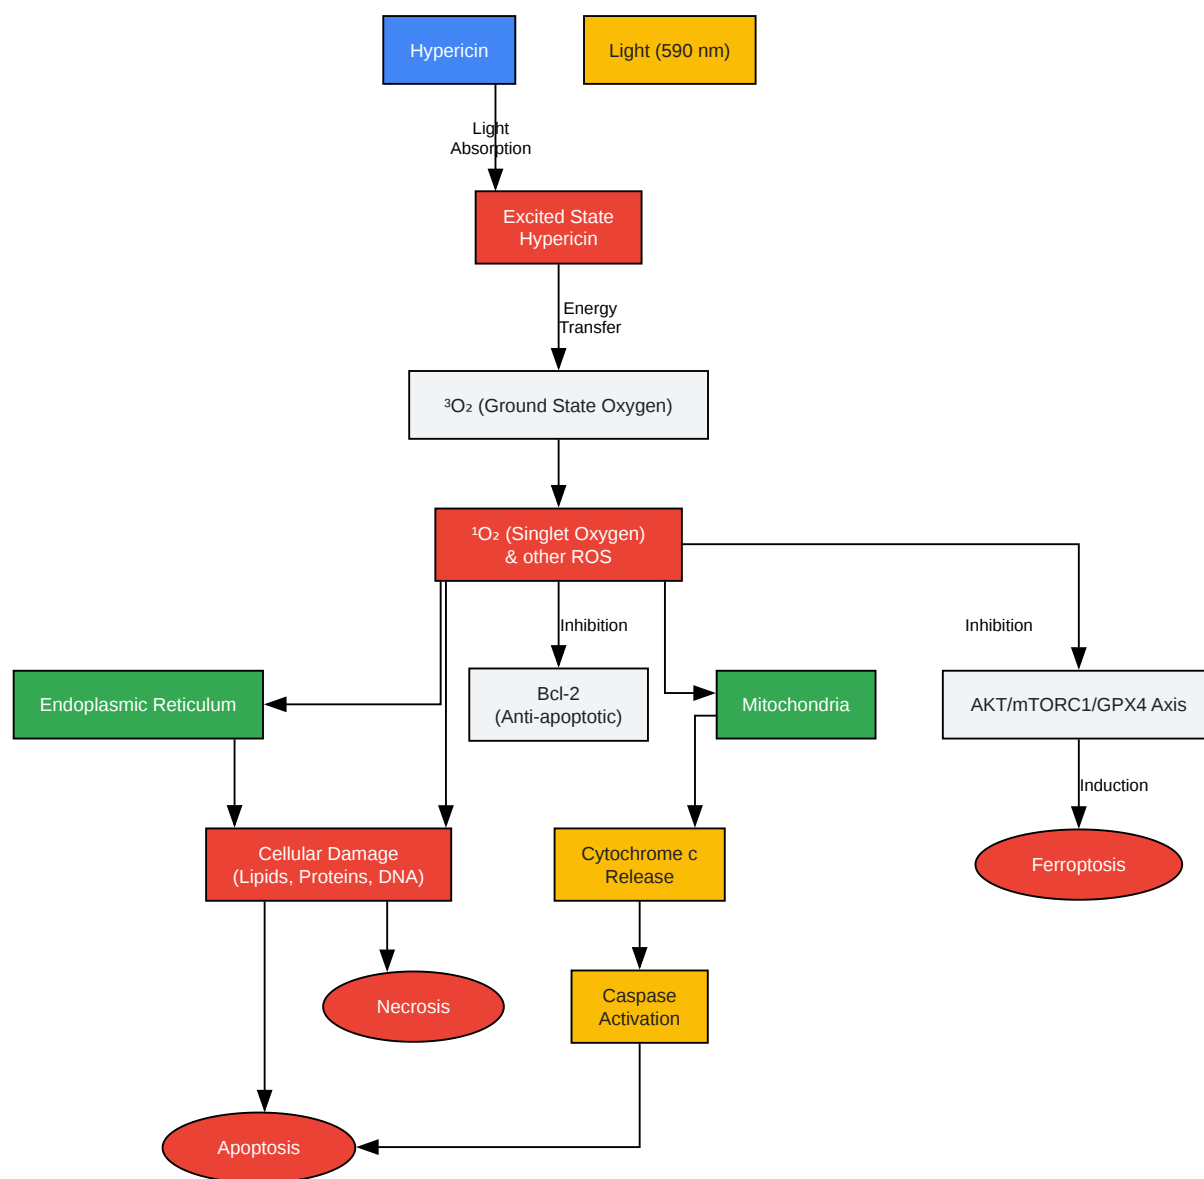 Hypericin
Light (590 nm)
Light
Absorption
Excited State
Hypericin
Energy
Transfer
³O₂ (Ground State Oxygen)
¹O₂ (Singlet Oxygen)
& other ROS
Inhibition
Inhibition
Endoplasmic Reticulum
Bcl-2
(Anti-apoptotic)
Mitochondria
AKT/mTORC1/GPX4 Axis
Induction
Cellular Damage
(Lipids, Proteins, DNA)
Cytochrome c
Release
Ferroptosis
Necrosis
Caspase
Activation
Apoptosis